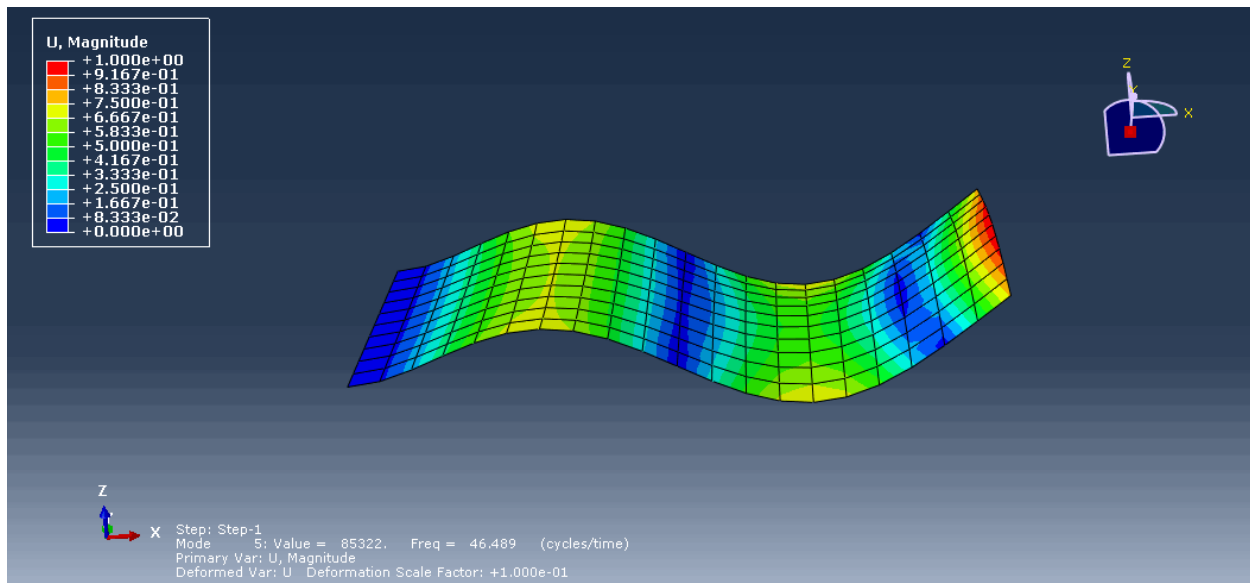 U, Magnitude
+1.000e+00
+9.167e-01
+8.333e-01
+7.500e-01
+6.667e-01
+5.833e-01
+5.000e-01
+4.167e-01
+3.333e-01
+2.500e-01
+1.667e-01
+8.333e-02
+0.000e+00
Z
Y
X
Z
X
Step: Step-1
Mode 5: Value = 85322. Freq = 46.489 (cycles/time)
Primary Var: U, Magnitude
Deformed Var: U Deformation Scale Factor: +1.000e-01